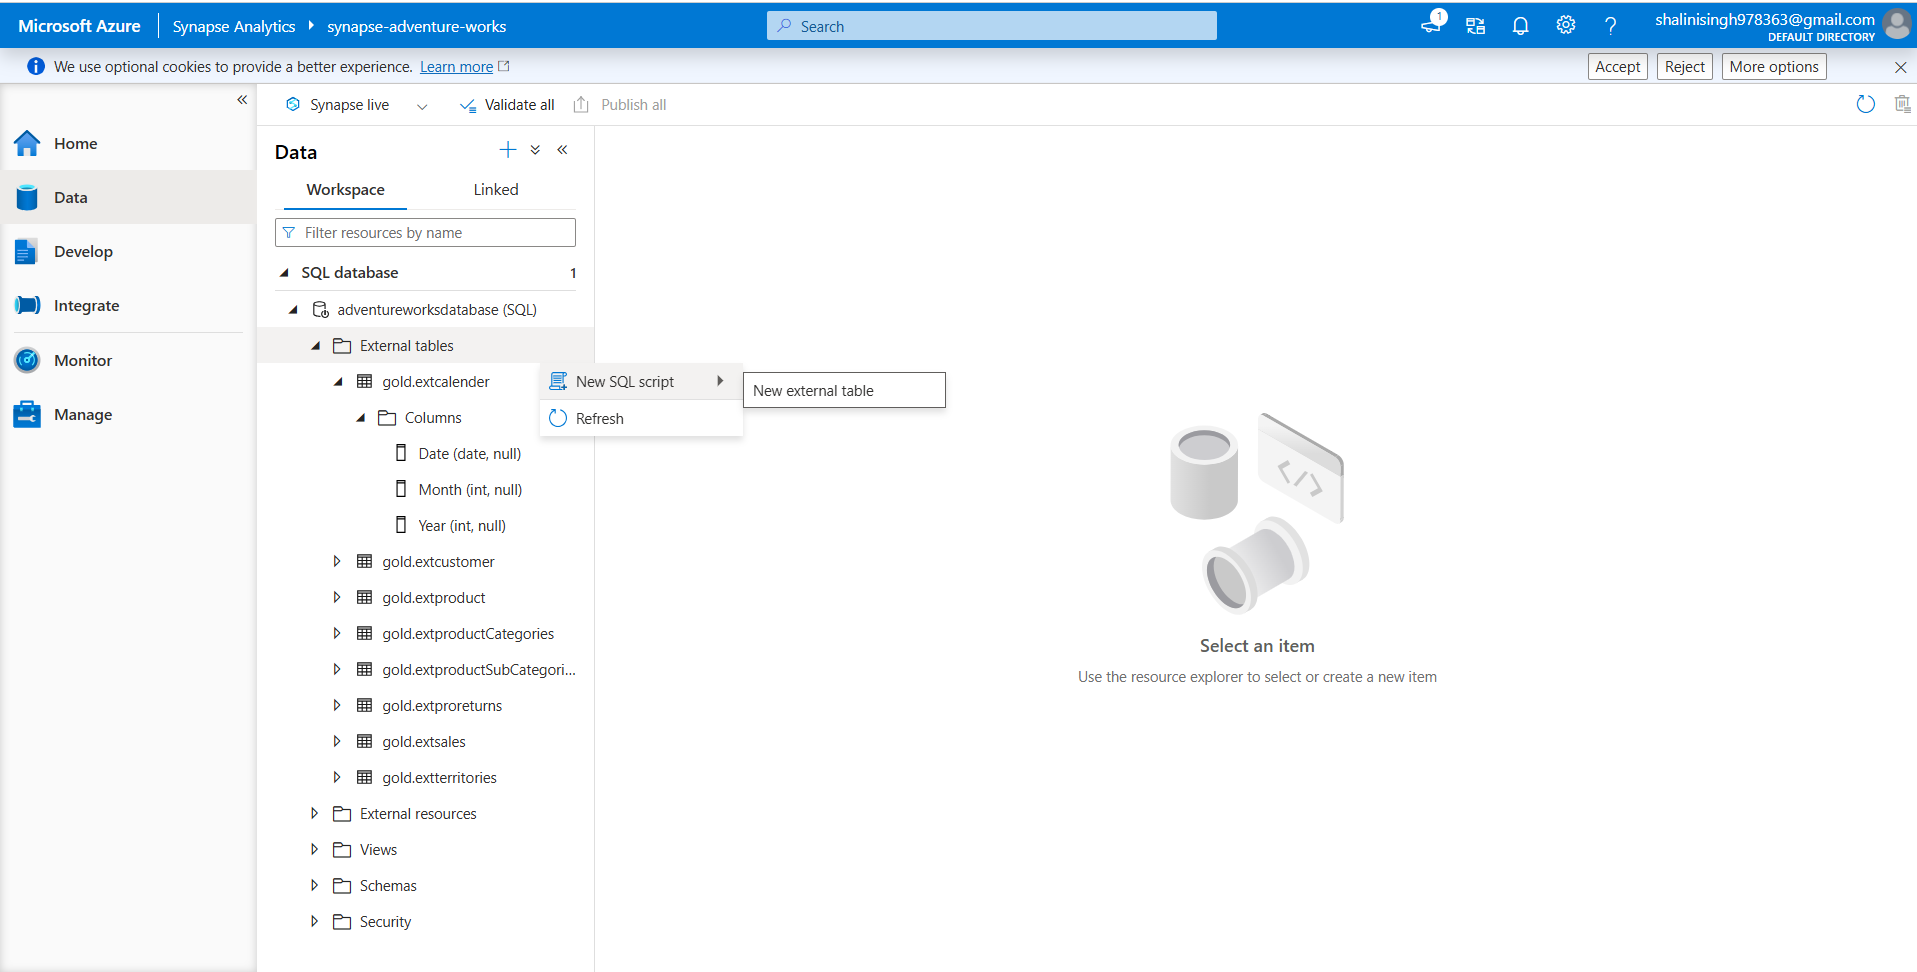 Microsoft Azure
Synapse Analytics
synapse-adventure-works
Search
1
shalinisingh978363@gmail.com
DEFAULT DIRECTORY
We use optional cookies to provide a better experience. Learn more
Accept
Reject
More options
Synapse live
Validate all
Publish all
Home
Data
Develop
Integrate
Monitor
Manage
Data
Workspace
Linked
Filter resources by name
SQL database 1
adventureworksdatabase (SQL)
External tables
gold.extcalender
Columns
Date (date, null)
Month (int, null)
Year (int, null)
gold.extcustomer
gold.extproduct
gold.extproductCategories
gold.extproductSubCategori...
gold.extproreturns
gold.extsales
gold.extterritories
External resources
Views
Schemas
Security
New SQL script
Refresh
New external table
Select an item
Use the resource explorer to select or create a new item